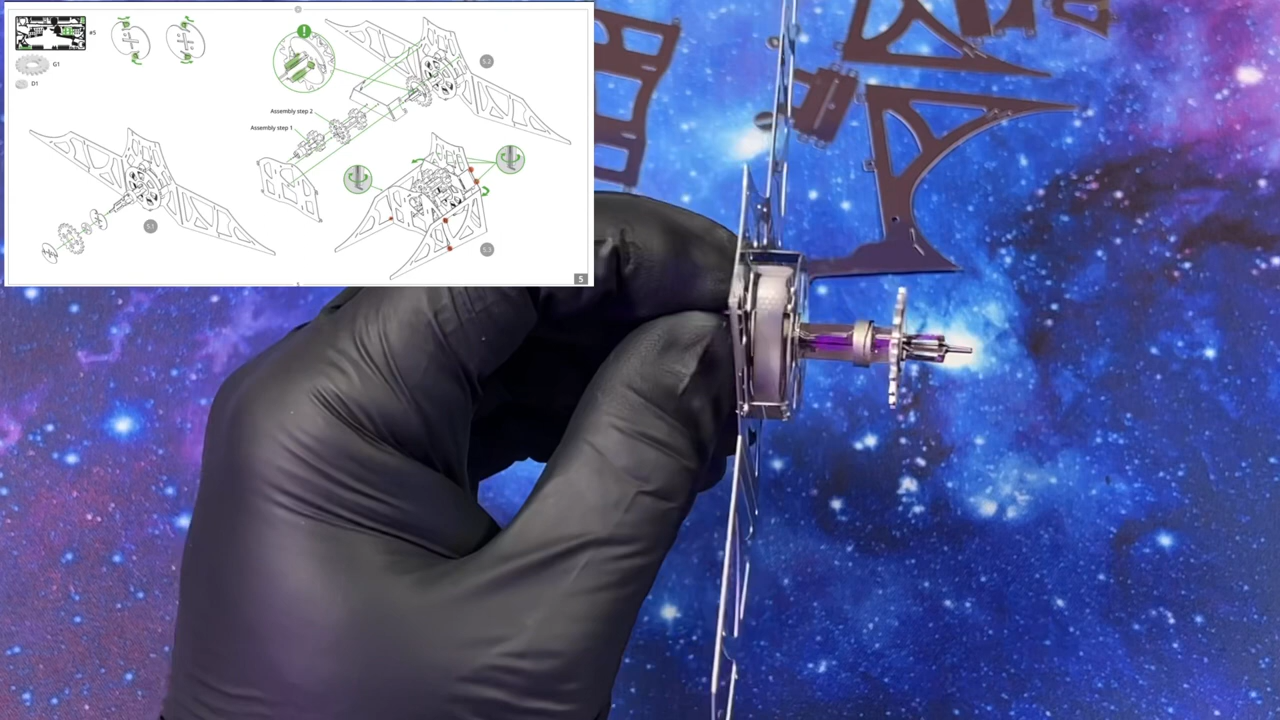 #5
G1
D1
5.2
Assembly step 2
Assembly step 1
5.1
5.3
5